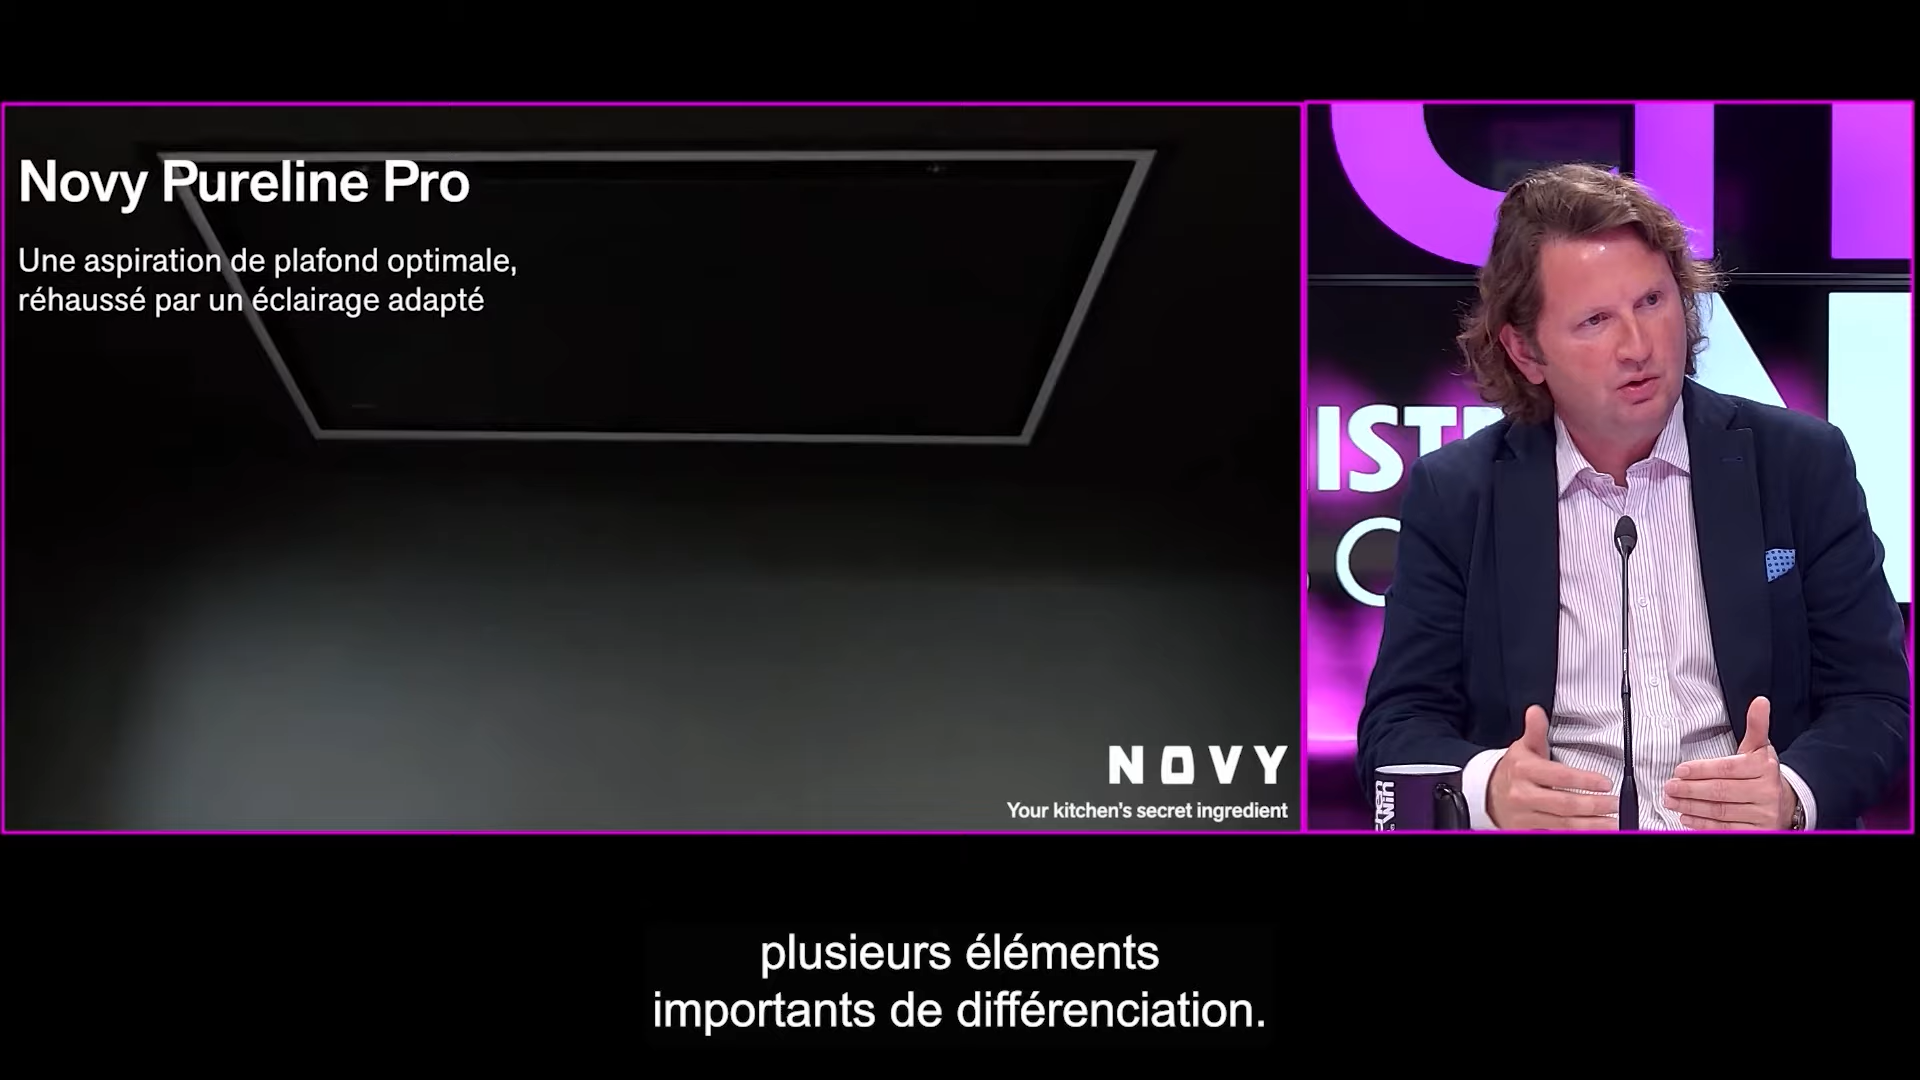 Novy Pureline Pro
Une aspiration de plafond optimale,
réhaussé par un éclairage adapté
NOVY
Your kitchen's secret ingredient
IST
plusieurs éléments
importants de différenciation.